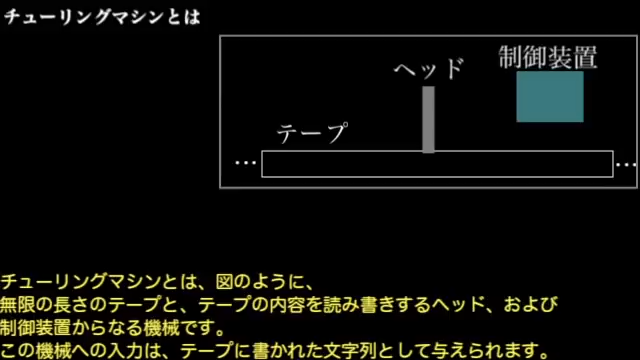 チューリングマシンとは
制御装置
ヘッド
テープ
… …
チューリングマシンとは、図のように、
無限の長さのテープと、テープの内容を読み書きするヘッド、および
制御装置からなる機械です。
この機械への入力は、テープに書かれた文字列として与えられます。